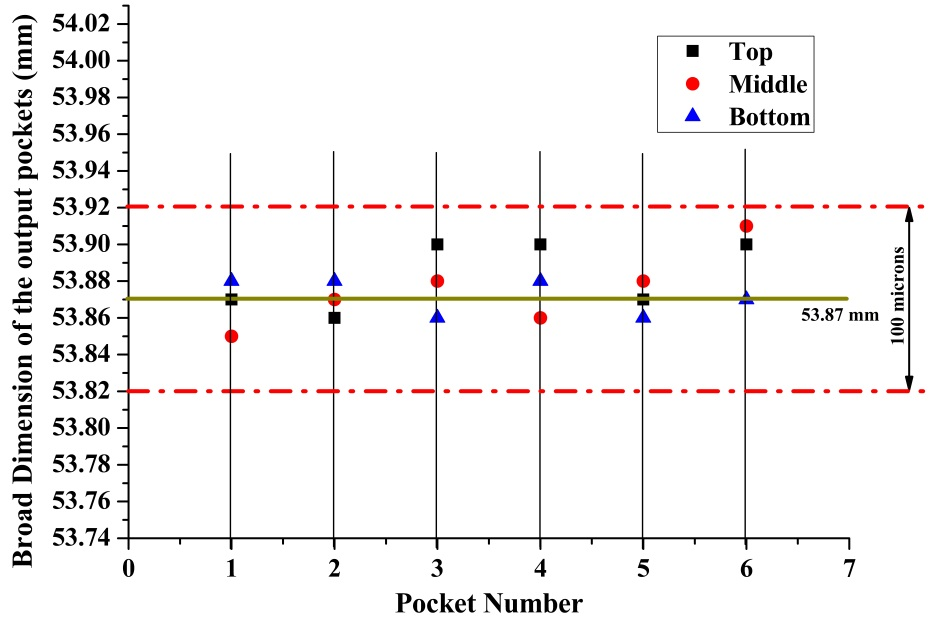 Broad Dimension of the output pockets (mm)
54.02
54.00
53.98
53.96
53.94
53.92
53.90
53.88
53.86
53.84
53.82
53.80
53.78
53.76
53.74
Top
Middle
Bottom
53.87 mm
100 microns
0 1 2 3 4 5 6 7
Pocket Number